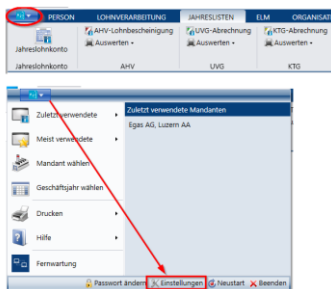 PERSON LOHNVERARBEITUNG JAHRESLISTEN ELM ORGANISAT
AHV-Lohnbescheinigung UVG-Abrechnung KTG-Abrechnung
Auswerten Auswerten Auswerten
Jahreslohnkonto
Jahreslohnkonto AHV UVG KTG
Zuletzt verwendete
Meist verwendete
Mandant wählen
Geschäftsjahr wählen
Drucken
Hilfe
Fernwartung
Zuletzt verwendete Mandanten
Egas AG, Luzern AA
Passwort ändern Einstellungen Neustart Beenden